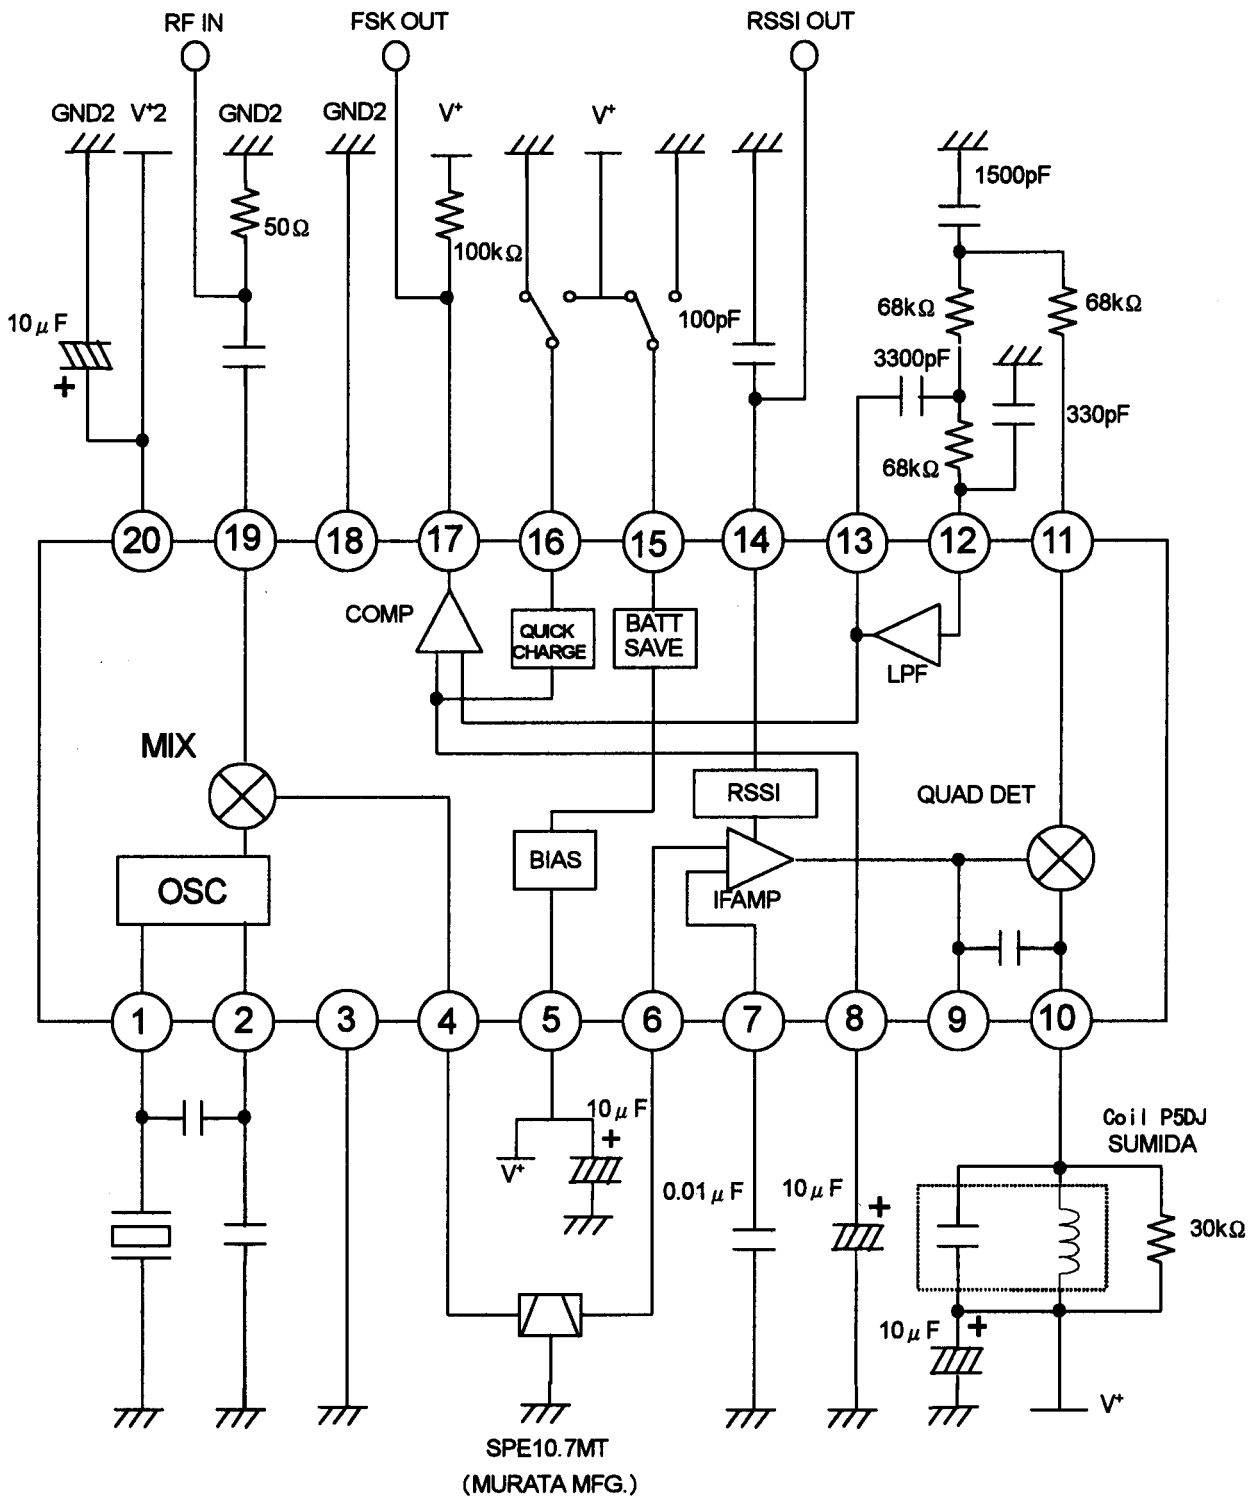 RF IN
FSK OUT
RSSI OUT
GND2
V+2
GND2
GND2
V+
V+
1500pF
50Ω
100kΩ
10μF
+
100pF
68kΩ
68kΩ
3300pF
330pF
68kΩ
20
19
18
17
16
15
14
13
12
11
COMP
QUICK
CHARGE
BATT
SAVE
LPF
MIX
RSSI
QUAD DET
OSC
BIAS
IFAMP
1
2
3
4
5
6
7
8
9
10
10μF
+
V+
Coil P5DJ
SUMIDA
0.01μF
10μF
+
30kΩ
10μF
+
V+
SPE10.7MT
(MURATA MFG.)